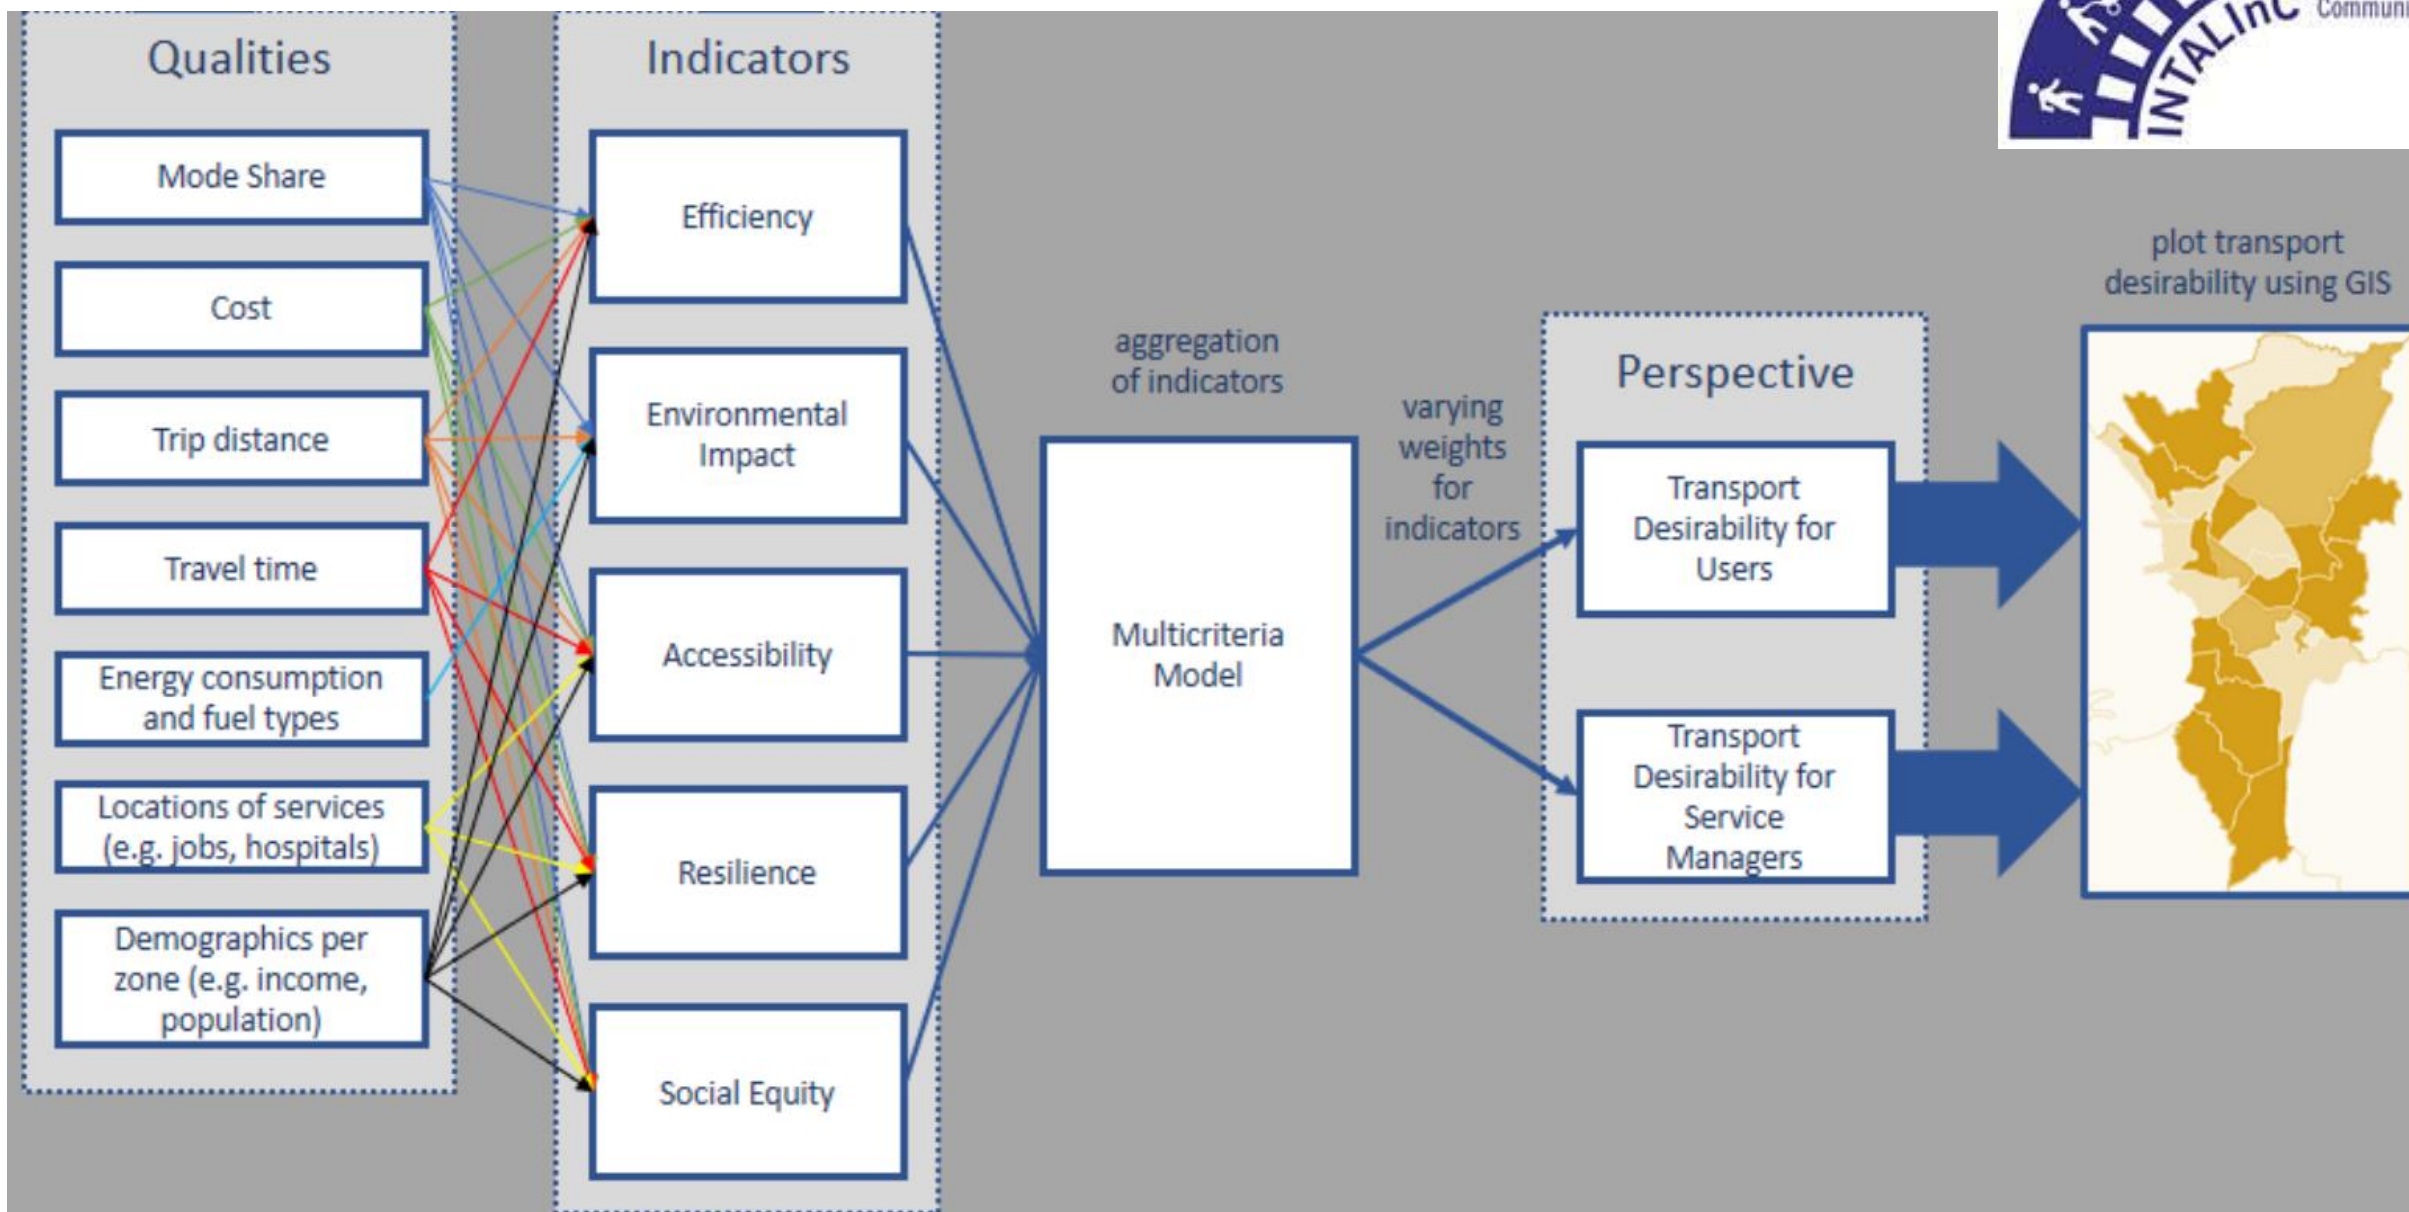 INTALInC
Qualities
Mode Share
Cost
Trip distance
Travel time
Energy consumption
and fuel types
Locations of services
(e.g. jobs, hospitals)
Demographics per
zone (e.g. income,
population)
Indicators
Efficiency
Environmental
Impact
Accessibility
Resilience
Social Equity
aggregation
of indicators
Multicriteria
Model
varying
weights
for
indicators
Perspective
Transport
Desirability for
Users
Transport
Desirability for
Service
Managers
plot transport
desirability using GIS